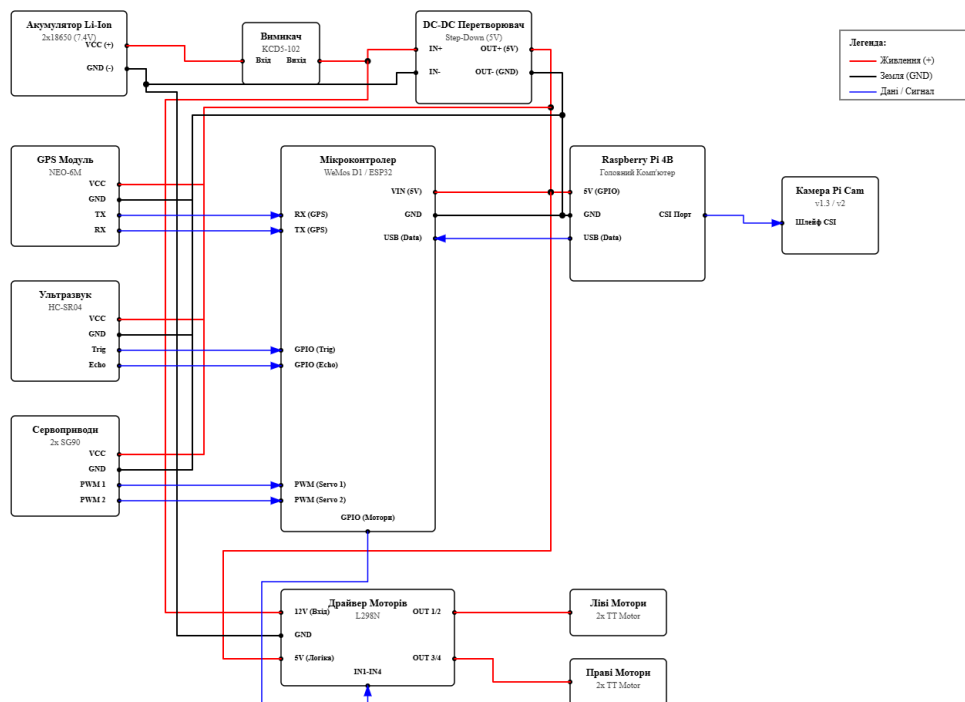 Акумулятор Li-Ion
2x18650 (7.4V)
VCC (+)
GND (-)
Вимикач
KCD5-102
Вхід Вихід
DC-DC Перетворювач
Step-Down (5V)
IN+ OUT+ (5V)
IN- OUT- (GND)
Легенда:
Живлення (+)
Земля (GND)
Дані / Сигнал
GPS Модуль
NEO-6M
VCC
GND
TX
RX
Мікроконтролер
WeMos D1 / ESP32
VIN (5V)
RX (GPS) GND
TX (GPS) USB (Data)
GPIO (Trig)
GPIO (Echo)
PWM (Servo 1)
PWM (Servo 2)
GPIO (Мотори)
Raspberry Pi 4B
Головний Комп'ютер
5V (GPIO)
GND CSI Порт
USB (Data)
Камера Pi Cam
v1.3 / v2
Шлейф CSI
Ультразвук
HC-SR04
VCC
GND
Trig
Echo
Сервоприводи
2x SG90
VCC
GND
PWM 1
PWM 2
Драйвер Моторів
L298N
12V (Вхід) OUT 1/2
GND
5V (Логіка) OUT 3/4
IN1-IN4
Ліві Мотори
2x TT Motor
Праві Мотори
2x TT Motor